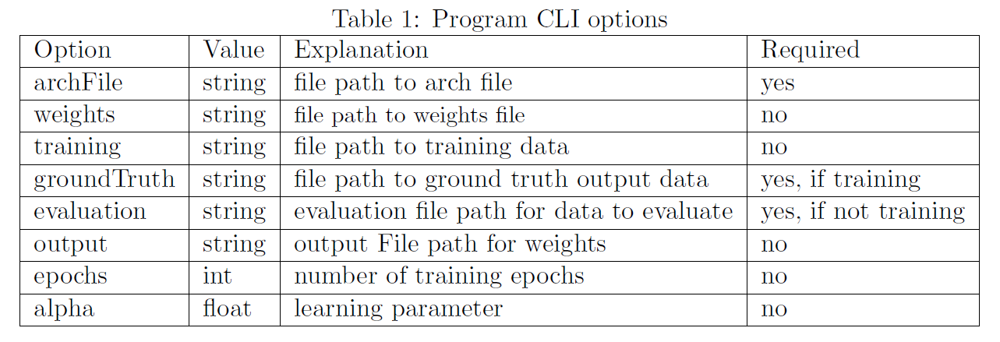 Table 1: Program CLI options
Option Value Explanation Required
archFile string file path to arch file yes
weights string file path to weights file no
training string file path to training data no
groundTruth string file path to ground truth output data yes, if training
evaluation string evaluation file path for data to evaluate yes, if not training
output string output File path for weights no
epochs int number of training epochs no
alpha float learning parameter no